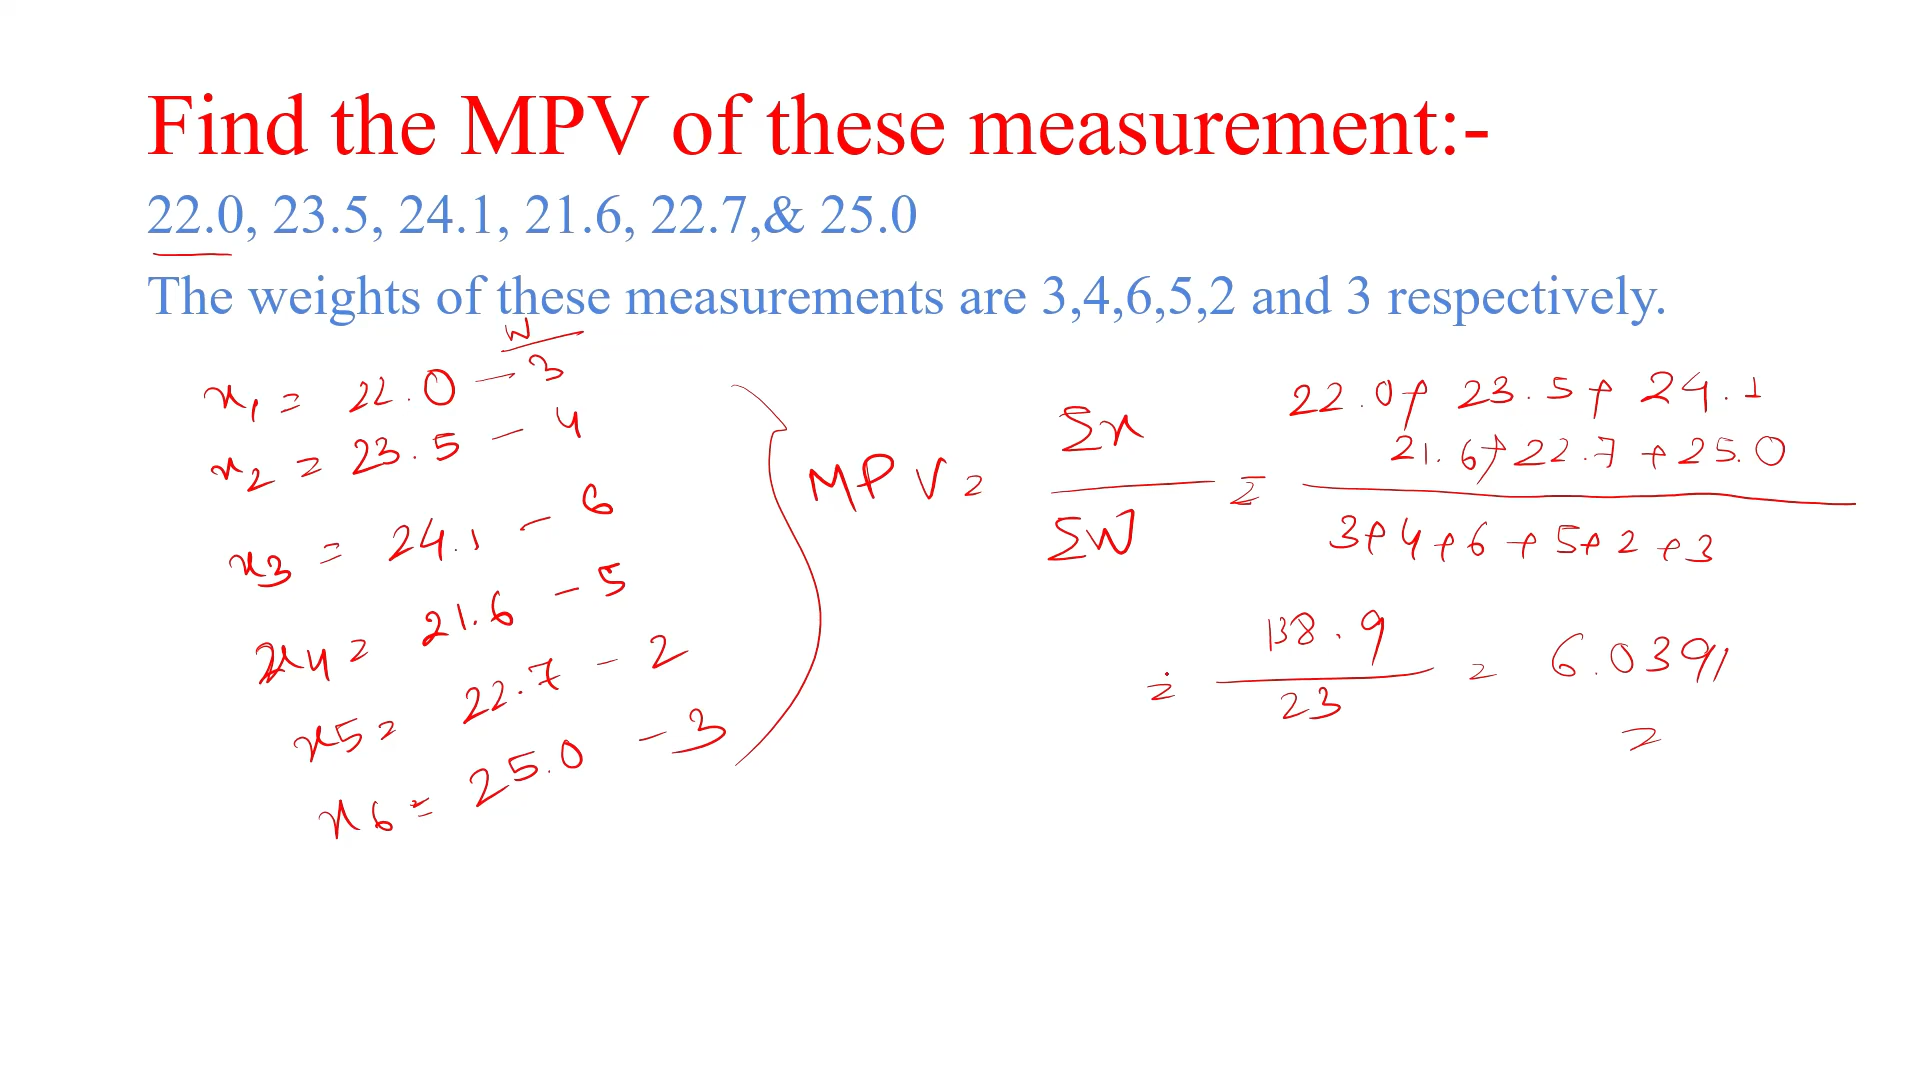 Find the MPV of these measurement:-
22.0, 23.5, 24.1, 21.6, 22.7,& 25.0
The weights of these measurements are 3,4,6,5,2 and 3 respectively.
W
x1 = 22.0 - 3
x2 = 23.5 - 4
x3 = 24.1 - 6
x4 = 21.6 - 5
x5 = 22.7 - 2
x6 = 25.0 - 3
MPV = Σx / ΣW = 22.0 + 23.5 + 24.1
21.6 + 22.7 + 25.0
3+4+6+5+2+3
= 138.9 / 23 = 6.0391
=